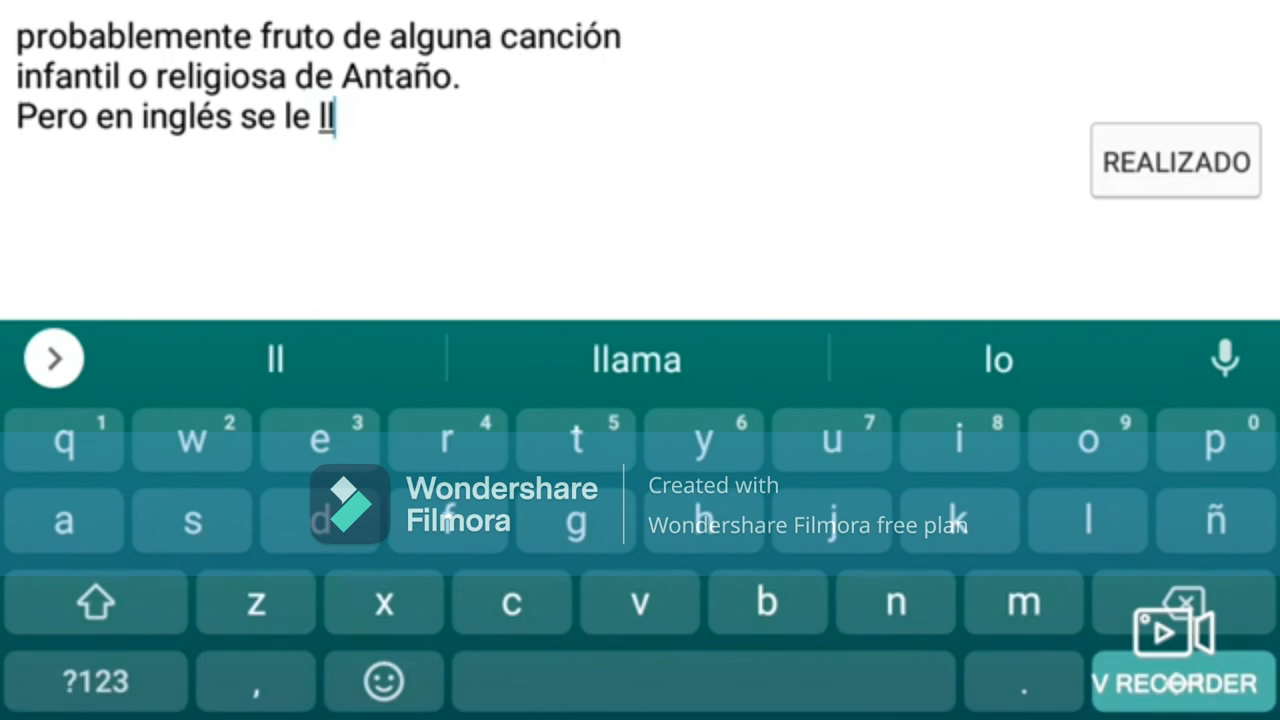 probablemente fruto de alguna canción
infantil o religiosa de Antaño.
Pero en inglés se le ll
REALIZADO
ll llama lo
q 1 w 2 e 3 r 4 t 5 y 6 u 7 i 8 o 9 p 0
Wondershare
Filmora
Created with
Wondershare Filmora free plan
a s d f g h j k l ñ
z x c v b n m
?123 , .
V RECORDER